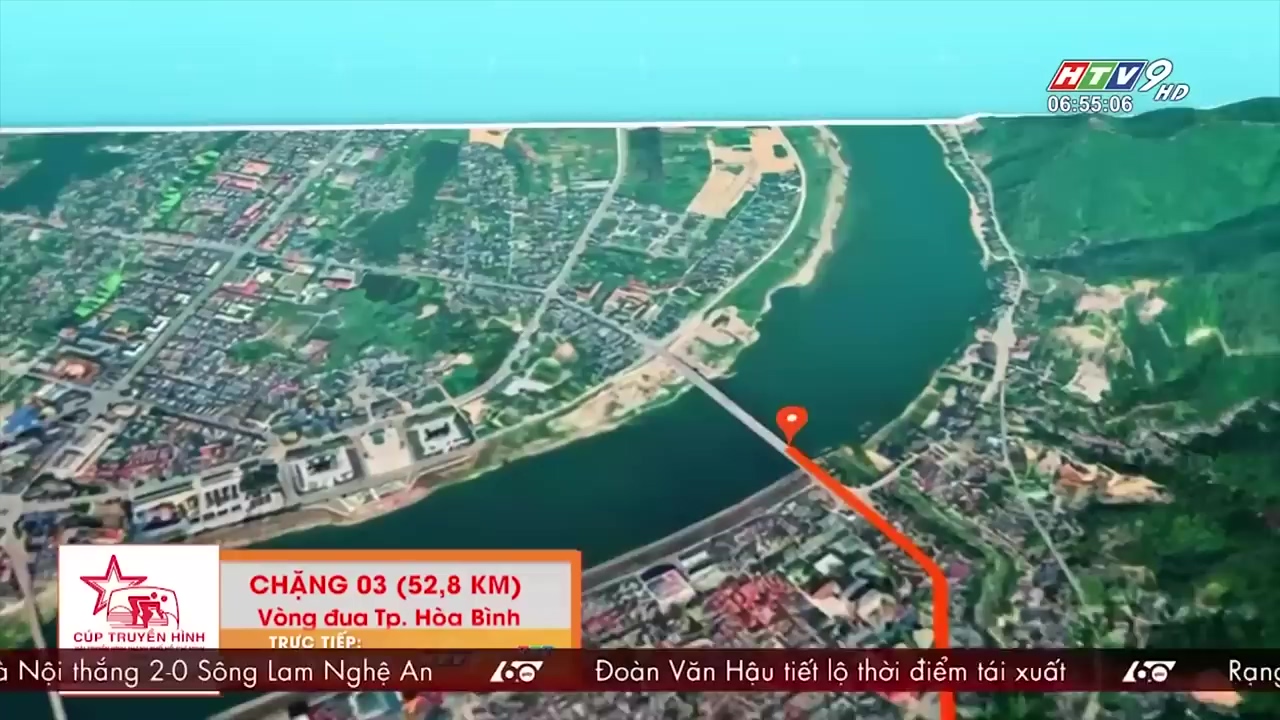 HTV9 HD
06:55:06
CHẶNG 03 (52,8 KM)
Vòng đua Tp. Hòa Bình
CÚP TRUYỀN HÌNH
TRỰC TIẾP:
Nội thắng 2-0 Sông Lam Nghệ An
Đoàn Văn Hậu tiết lộ thời điểm tái xuất